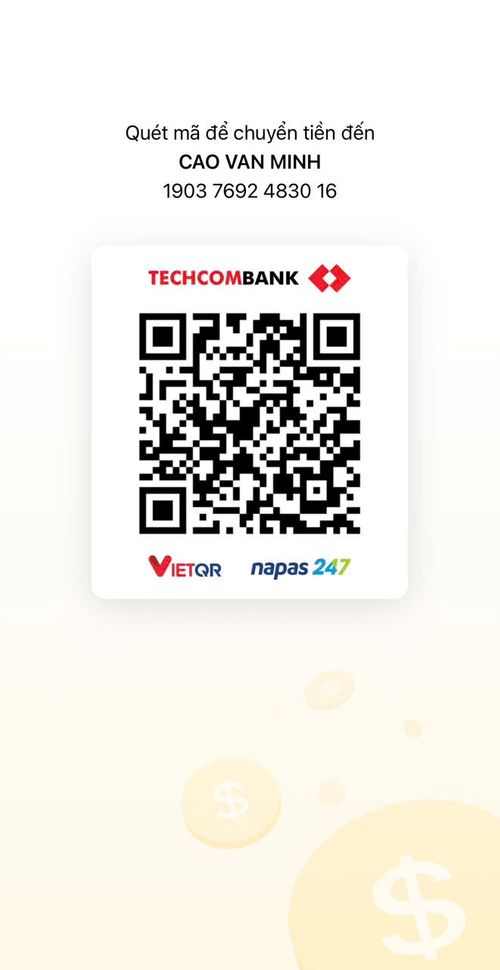 Quét mã để chuyển tiền đến
CAO VAN MINH
1903 7692 4830 16
TECHCOMBANK
VIETQR napas 247
$
$